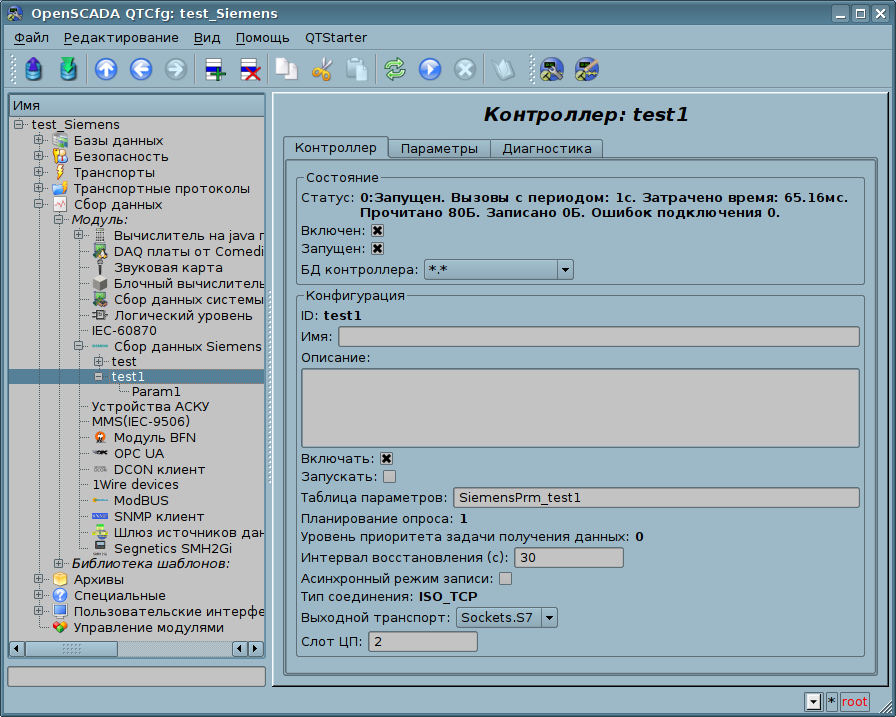 OpenSCADA QTCfg: test_Siemens
Файл Редактирование Вид Помощь QTStarter
Имя
test_Siemens
Базы данных
Безопасность
Транспорты
Транспортные протоколы
Сбор данных
Модуль:
Вычислитель на java п
DAQ платы от Comedi
Звуковая карта
Блочный вычислитель
Сбор данных системы
Логический уровень
IEC-60870
Сбор данных Siemens
test
test1
Param1
Устройства АСКУ
MMS(IEC-9506)
Модуль BFN
OPC UA
DCON клиент
1Wire devices
ModBUS
SNMP клиент
Шлюз источников дан
Segnetics SMH2Gi
Библиотека шаблонов:
Архивы
Специальные
Пользовательские интерфе
Управление модулями
Контроллер: test1
Контроллер Параметры Диагностика
Состояние
Статус: 0:Запущен. Вызовы с периодом: 1с. Затрачено время: 65.16мс.
Прочитано 80Б. Записано 0Б. Ошибок подключения 0.
Включен:
Запущен:
БД контроллера: *.*
Конфигурация
ID: test1
Имя:
Описание:
Включать:
Запускать:
Таблица параметров: SiemensPrm_test1
Планирование опроса: 1
Уровень приоритета задачи получения данных: 0
Интервал восстановления (с): 30
Асинхронный режим записи:
Тип соединения: ISO_TCP
Выходной транспорт: Sockets.S7
Слот ЦП: 2
* root